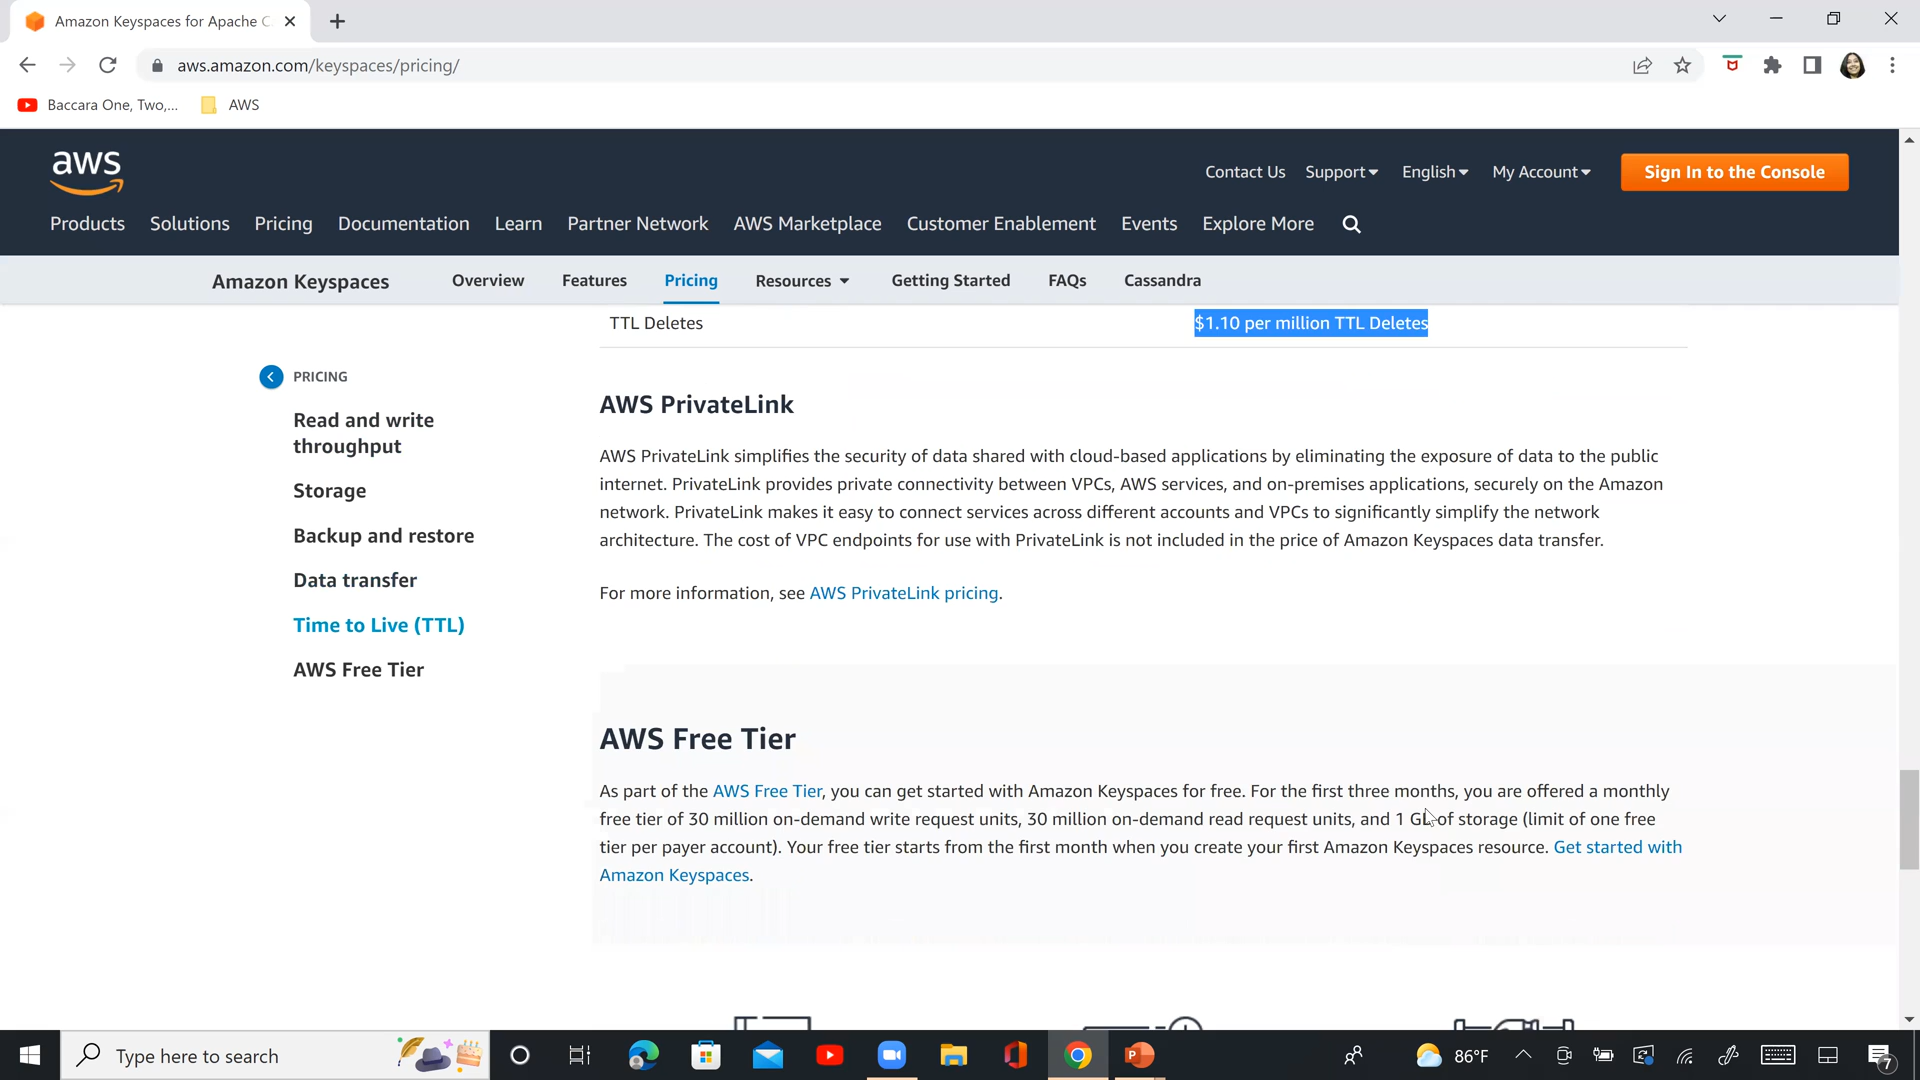 Amazon Keyspaces for Apache C
aws.amazon.com/keyspaces/pricing/
Baccara One, Two,...
AWS
aws
Contact Us Support English My Account Sign In to the Console
Products Solutions Pricing Documentation Learn Partner Network AWS Marketplace Customer Enablement Events Explore More
Amazon Keyspaces Overview Features Pricing Resources Getting Started FAQs Cassandra
TTL Deletes $1.10 per million TTL Deletes
PRICING
Read and write
throughput
Storage
Backup and restore
Data transfer
Time to Live (TTL)
AWS Free Tier
AWS PrivateLink
AWS PrivateLink simplifies the security of data shared with cloud-based applications by eliminating the exposure of data to the public
internet. PrivateLink provides private connectivity between VPCs, AWS services, and on-premises applications, securely on the Amazon
network. PrivateLink makes it easy to connect services across different accounts and VPCs to significantly simplify the network
architecture. The cost of VPC endpoints for use with PrivateLink is not included in the price of Amazon Keyspaces data transfer.
For more information, see AWS PrivateLink pricing.
AWS Free Tier
As part of the AWS Free Tier, you can get started with Amazon Keyspaces for free. For the first three months, you are offered a monthly
free tier of 30 million on-demand write request units, 30 million on-demand read request units, and 1 GB of storage (limit of one free
tier per payer account). Your free tier starts from the first month when you create your first Amazon Keyspaces resource. Get started with
Amazon Keyspaces.
Type here to search
86°F
7